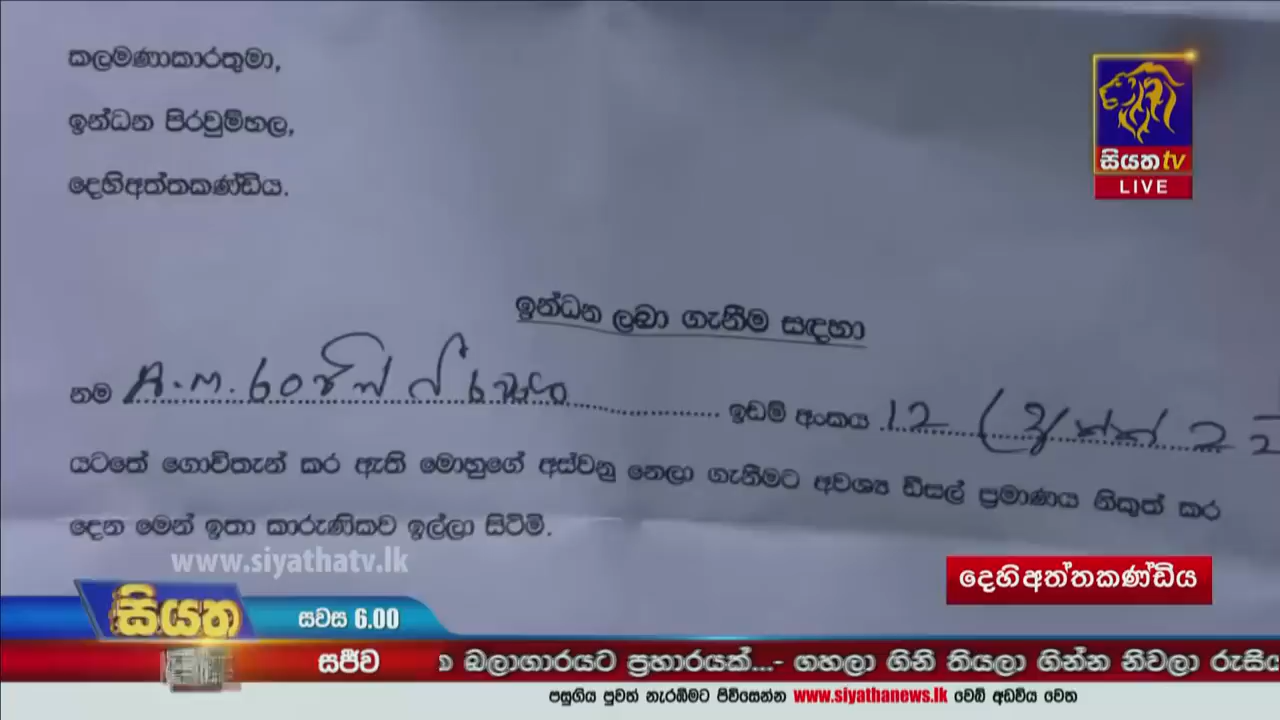 කලමණාකාරතුමා,
ඉන්ධන පිරවුම්හල,
දෙහිඅත්තකණ්ඩිය.
සියත tv
LIVE
ඉන්ධන ලබා ගැනීම සඳහා
නම A.M. ඉඩම් අංකය 12
යටතේ ගොවිතැන් කර ඇති මොහුගේ අස්වනු නෙලා ගැනීමට අවශ්‍ය ඩීසල් ප්‍රමාණය නිකුත් කර
දෙන මෙන් ඉතා කාරුණිකව ඉල්ලා සිටිමි.
www.siyathatv.lk
දෙහිඅත්තකණ්ඩිය
සියත
සවස 6.00
සජීව
බලාගාරයට ප්‍රහාරයක්...- ගහලා ගිනි තියලා ගින්න නිවලා
පසුගිය පුවත් නැරඹීමට පිවිසෙන්න www.siyathanews.lk වෙබ් අඩවිය වෙත